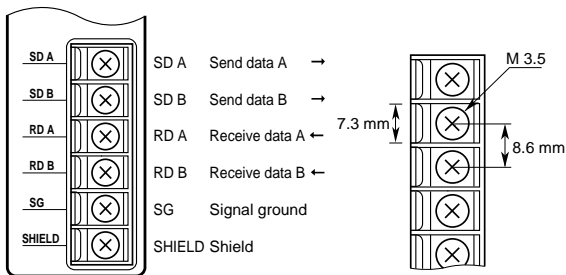 SD A SD A Send data A →
SD B SD B Send data B →
RD A RD A Receive data A ←
RD B RD B Receive data B ←
SG SG Signal ground
SHIELD SHIELD Shield
M 3.5
7.3 mm
8.6 mm